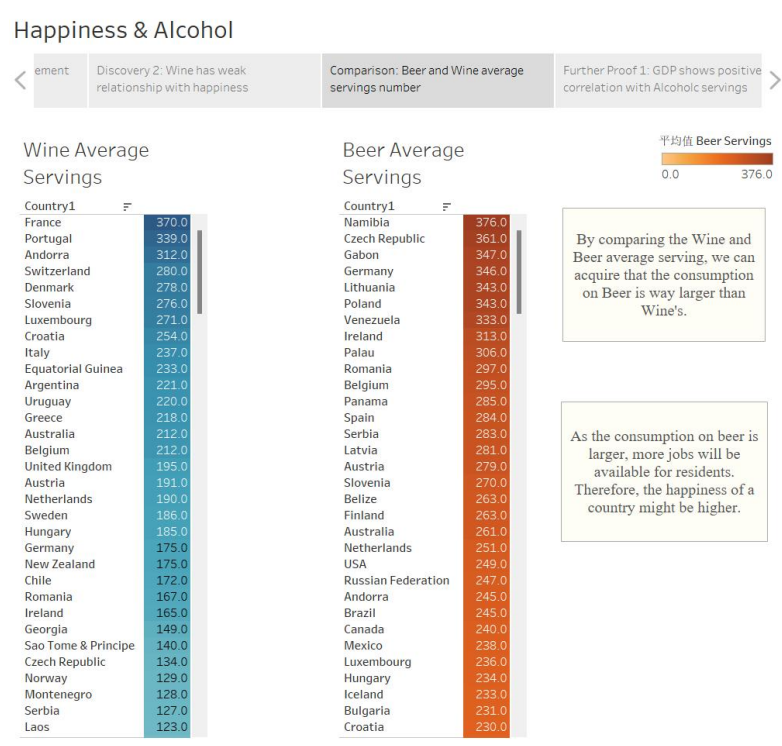 Happiness & Alcohol
ement
Discovery 2: Wine has weak
relationship with happiness
Comparison: Beer and Wine average
servings number
Further Proof 1: GDP shows positive
correlation with Alcoholc servings
Wine Average
Servings
Country1
France 370.0
Portugal 339.0
Andorra 312.0
Switzerland 280.0
Denmark 278.0
Slovenia 276.0
Luxembourg 271.0
Croatia 254.0
Italy 237.0
Equatorial Guinea 233.0
Argentina 221.0
Uruguay 220.0
Greece 218.0
Australia 212.0
Belgium 212.0
United Kingdom 195.0
Austria 191.0
Netherlands 190.0
Sweden 186.0
Hungary 185.0
Germany 175.0
New Zealand 175.0
Chile 172.0
Romania 167.0
Ireland 165.0
Georgia 149.0
Sao Tome & Principe 140.0
Czech Republic 134.0
Norway 129.0
Montenegro 128.0
Serbia 127.0
Laos 123.0
Beer Average
Servings
Country1
Namibia 376.0
Czech Republic 361.0
Gabon 347.0
Germany 346.0
Lithuania 343.0
Poland 343.0
Venezuela 333.0
Ireland 313.0
Palau 306.0
Romania 297.0
Belgium 295.0
Panama 285.0
Spain 284.0
Serbia 283.0
Latvia 281.0
Austria 279.0
Slovenia 270.0
Belize 263.0
Finland 263.0
Australia 261.0
Netherlands 251.0
USA 249.0
Russian Federation 247.0
Andorra 245.0
Brazil 245.0
Canada 240.0
Mexico 238.0
Luxembourg 236.0
Hungary 234.0
Iceland 233.0
Bulgaria 231.0
Croatia 230.0
平均值 Beer Servings
0.0 376.0
By comparing the Wine and
Beer average serving, we can
acquire that the consumption
on Beer is way larger than
Wine's.
As the consumption on beer is
larger, more jobs will be
available for residents.
Therefore, the happiness of a
country might be higher.